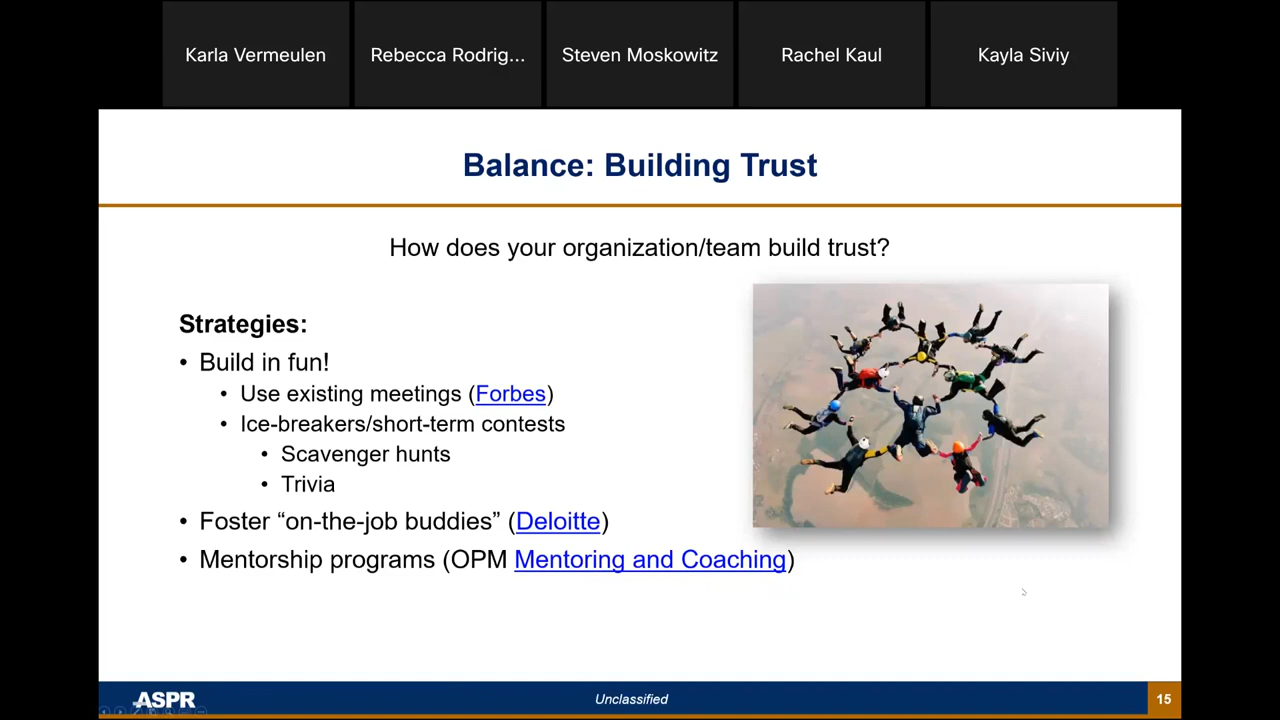 Karla Vermeulen
Rebecca Rodrig...
Steven Moskowitz
Rachel Kaul
Kayla Siviy
Balance: Building Trust
How does your organization/team build trust?
Strategies:
• Build in fun!
• Use existing meetings (Forbes)
• Ice-breakers/short-term contests
• Scavenger hunts
• Trivia
• Foster “on-the-job buddies” (Deloitte)
• Mentorship programs (OPM Mentoring and Coaching)
ASPR
Unclassified
15